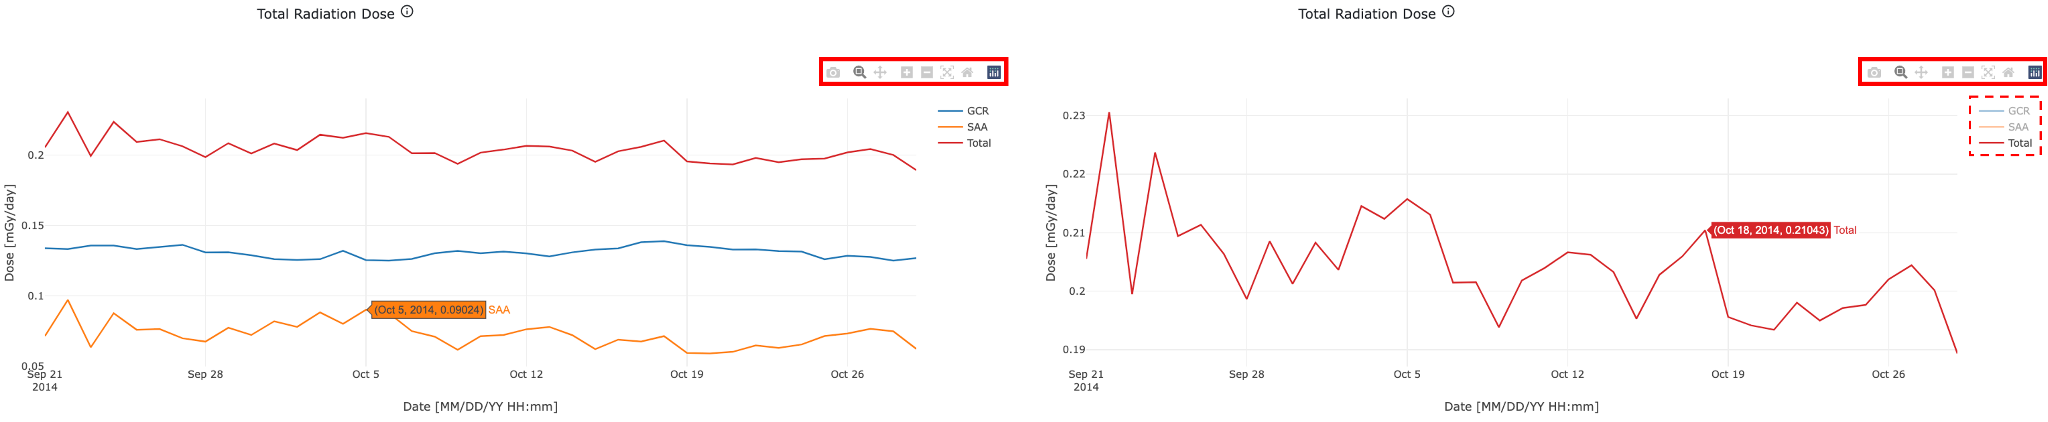 Total Radiation Dose
GCR
SAA
Total
Dose [mGy/day]
0.2
0.15
0.1
0.05
(Oct 5, 2014, 0.09024) SAA
Sep 21
2014
Sep 28
Oct 5
Oct 12
Oct 19
Oct 26
Date [MM/DD/YY HH:mm]
Total Radiation Dose
GCR
SAA
Total
Dose [mGy/day]
0.23
0.22
0.21
0.2
0.19
(Oct 18, 2014, 0.21043) Total
Sep 21
2014
Sep 28
Oct 5
Oct 12
Oct 19
Oct 26
Date [MM/DD/YY HH:mm]